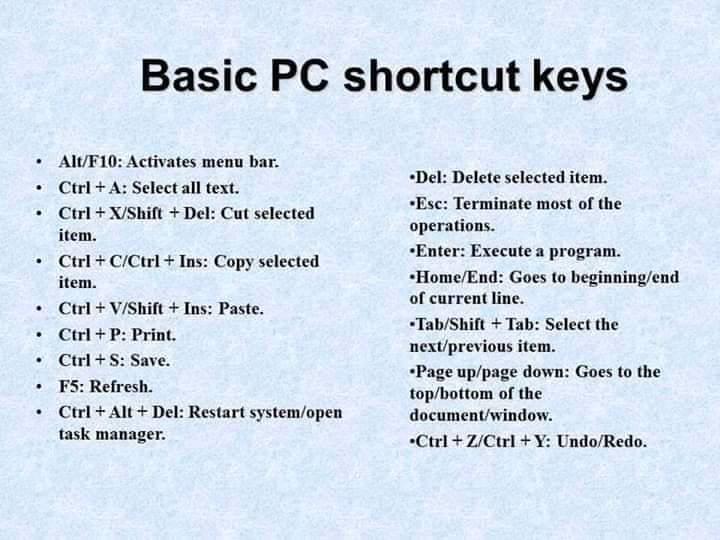 Basic PC shortcut keys
• Alt/F10: Activates menu bar.
• Ctrl + A: Select all text.
• Ctrl + X/Shift + Del: Cut selected
item.
• Ctrl + C/Ctrl + Ins: Copy selected
item.
• Ctrl + V/Shift + Ins: Paste.
• Ctrl + P: Print.
• Ctrl + S: Save.
• F5: Refresh.
• Ctrl + Alt + Del: Restart system/open
task manager.
•Del: Delete selected item.
•Esc: Terminate most of the
operations.
•Enter: Execute a program.
•Home/End: Goes to beginning/end
of current line.
•Tab/Shift + Tab: Select the
next/previous item.
•Page up/page down: Goes to the
top/bottom of the
document/window.
•Ctrl + Z/Ctrl + Y: Undo/Redo.